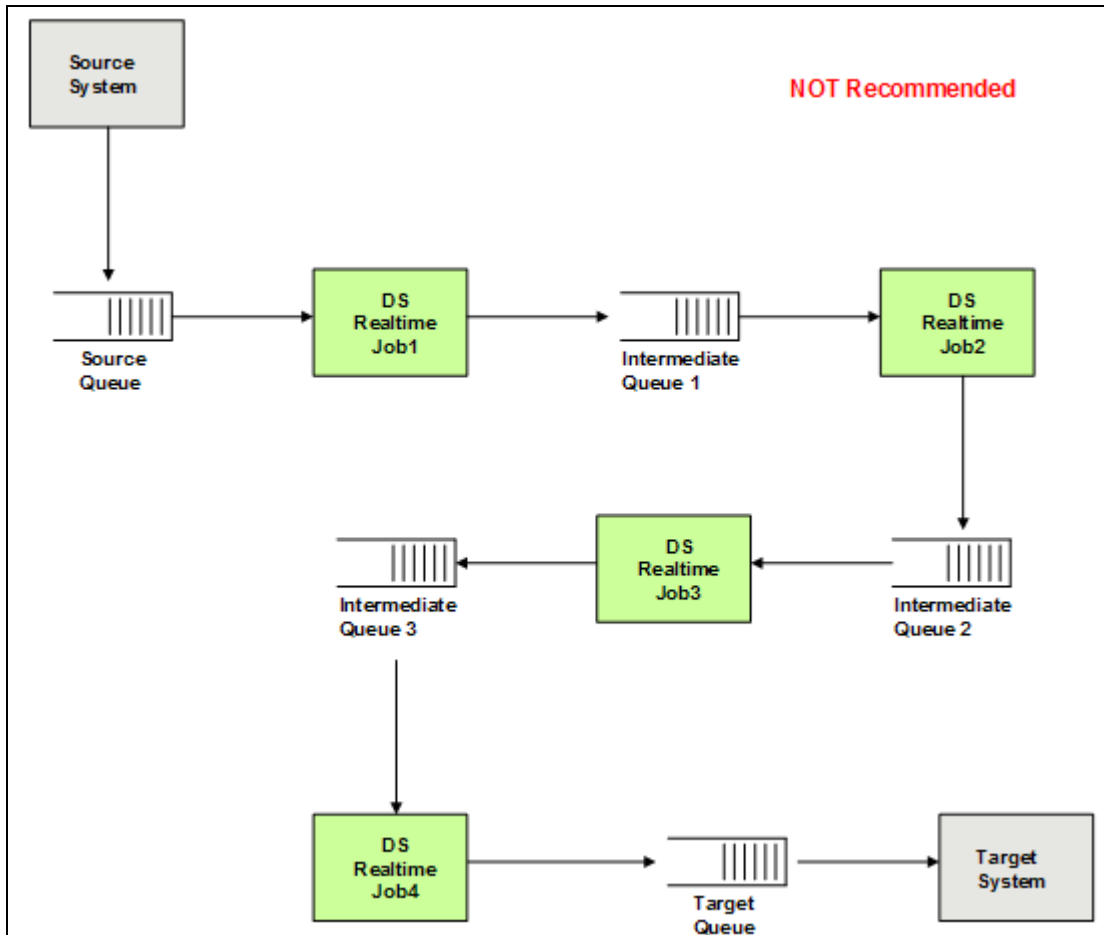 Source
System
NOT Recommended
DS
Realtime
Job1
DS
Realtime
Job2
Source
Queue
Intermediate
Queue 1
DS
Realtime
Job3
Intermediate
Queue 3
Intermediate
Queue 2
DS
Realtime
Job4
Target
System
Target
Queue